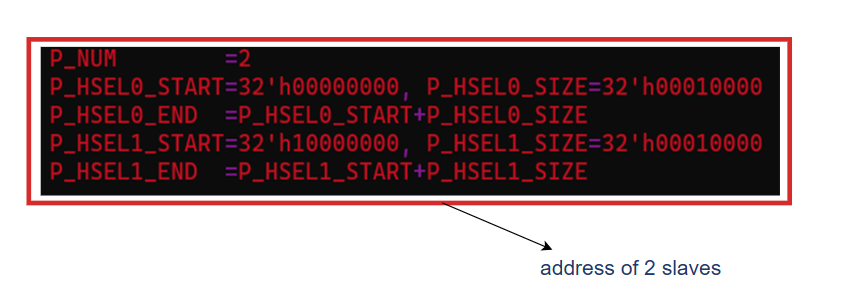 P_NUM        =2
P_HSEL0_START=32'h00000000, P_HSEL0_SIZE=32'h00010000
P_HSEL0_END  =P_HSEL0_START+P_HSEL0_SIZE
P_HSEL1_START=32'h10000000, P_HSEL1_SIZE=32'h00010000
P_HSEL1_END  =P_HSEL1_START+P_HSEL1_SIZE
address of 2 slaves